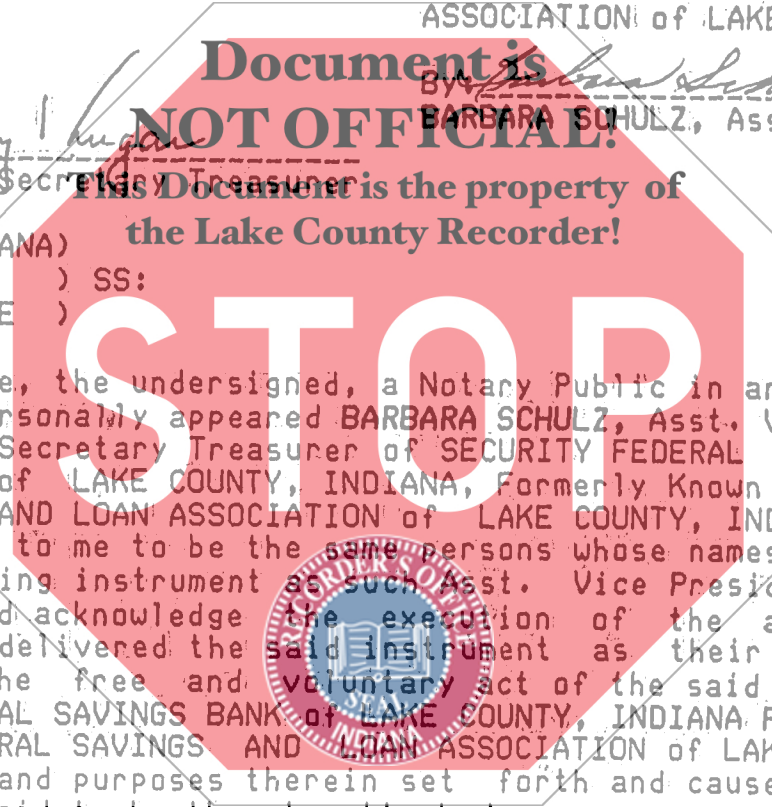 ASSOCIATION of LAKE
Document is
By
NOT OFFICIAL!
BARBARA SCHULZ, Ass
Secretary Treasurer
This Document is the property of
the Lake County Recorder!
ANA)
) SS:
E )
STOP
e, the undersigned, a Notary Public in an
rsonally appeared BARBARA SCHULZ, Asst. V
Secretary Treasurer of SECURITY FEDERAL
of LAKE COUNTY, INDIANA, Formerly Known
AND LOAN ASSOCIATION of LAKE COUNTY, IND
to me to be the same persons whose names
ing instrument as such Asst. Vice Presid
d acknowledge the execution of the a
delivered the said instrument as their
he free and voluntary act of the said
AL SAVINGS BANK of LAKE COUNTY, INDIANA F
RAL SAVINGS AND LOAN ASSOCIATION of LAK
and purposes therein set forth and cause
RECORDER'S OFFICE
SEAL
INDIANA